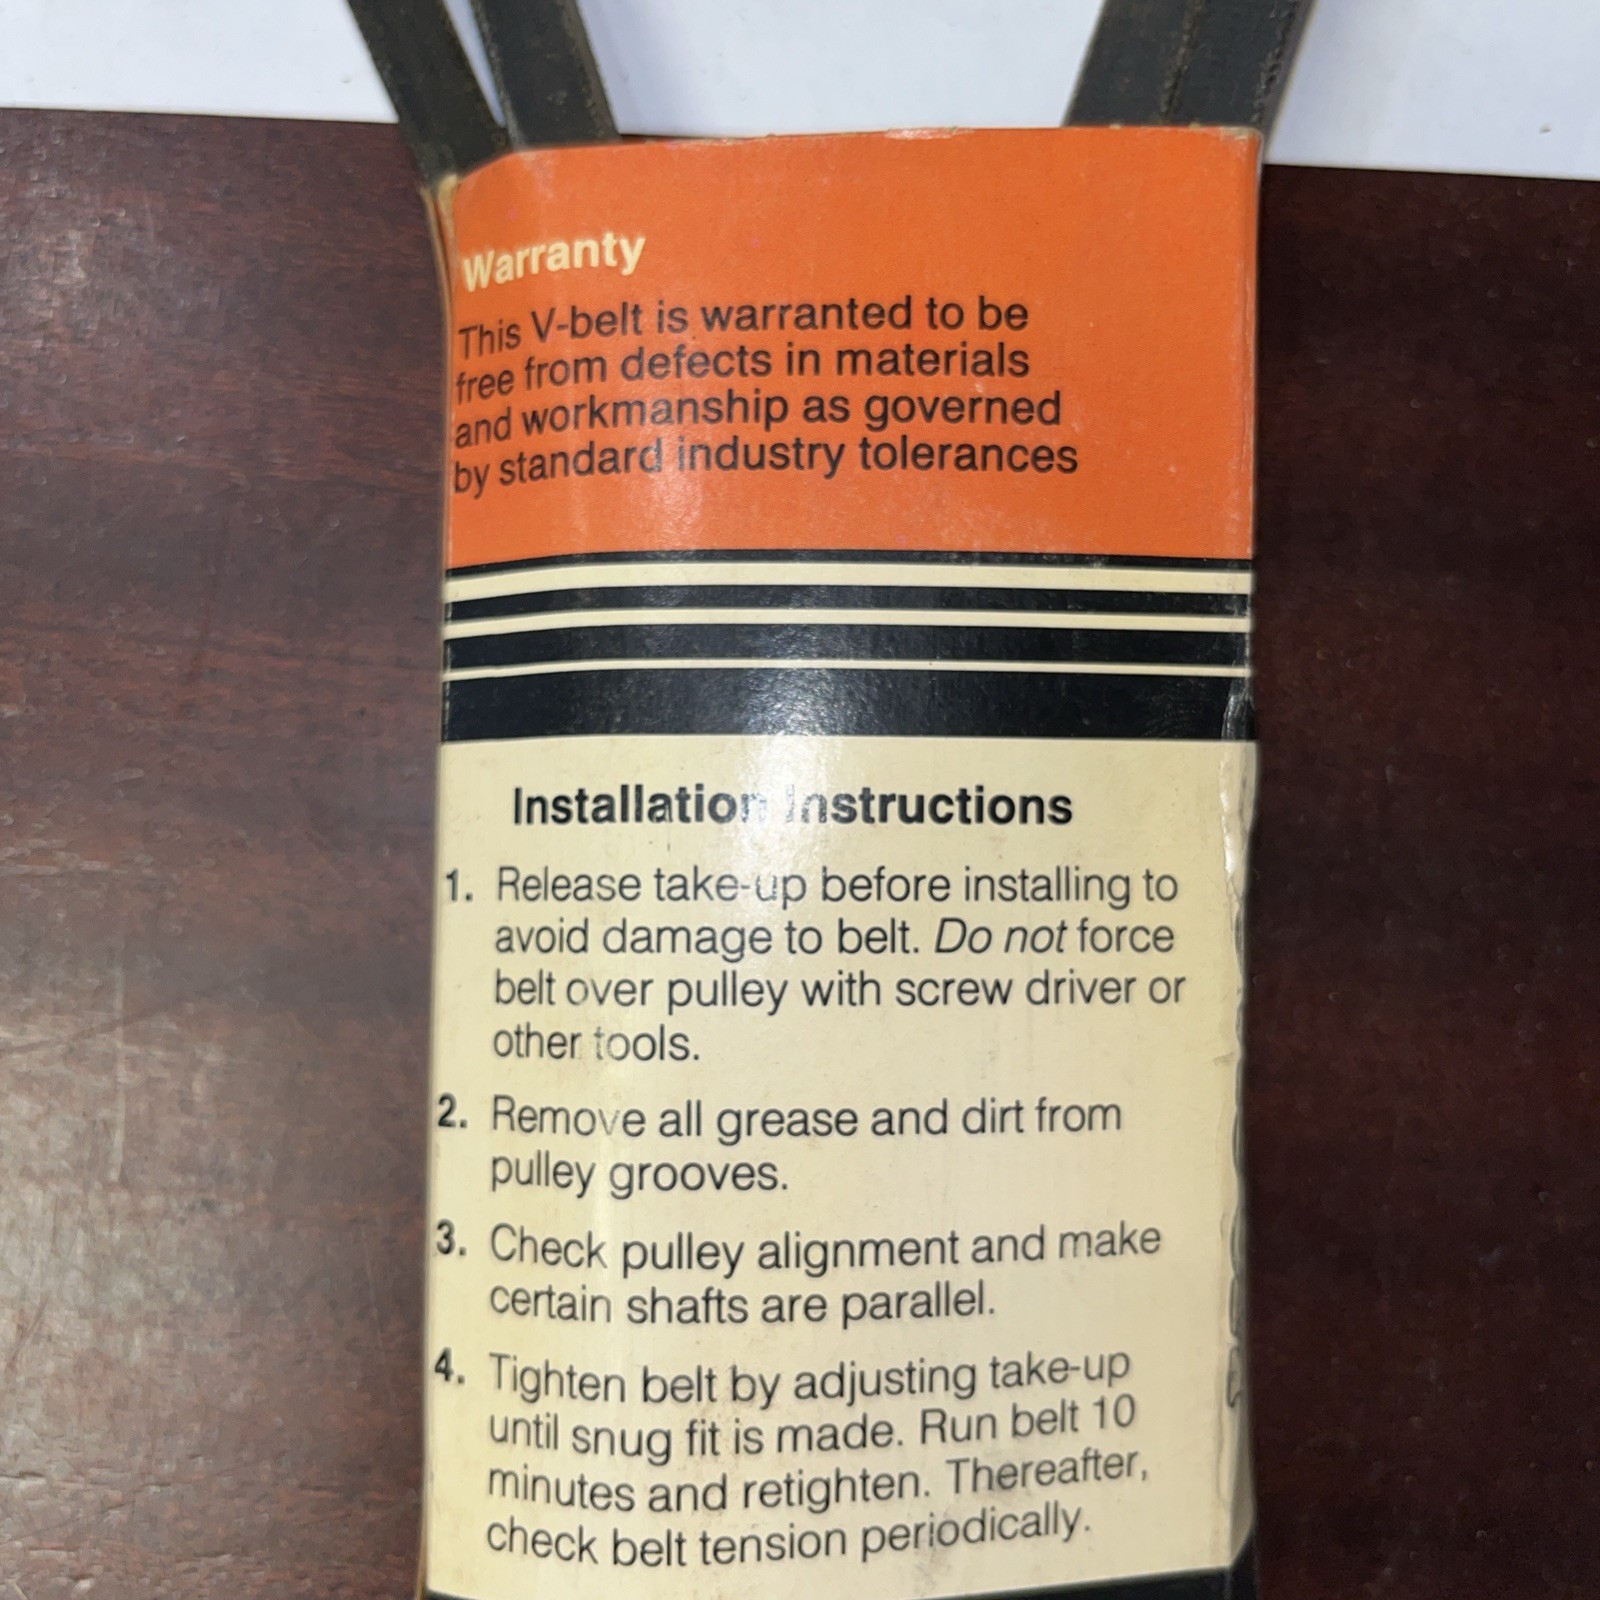 Warranty
This V-belt is warranted to be
free from defects in materials
and workmanship as governed
by standard industry tolerances
Installation Instructions
1. Release take-up before installing to
avoid damage to belt. Do not force
belt over pulley with screw driver or
other tools.
2. Remove all grease and dirt from
pulley grooves.
3. Check pulley alignment and make
certain shafts are parallel.
4. Tighten belt by adjusting take-up
until snug fit is made. Run belt 10
minutes and retighten. Thereafter,
check belt tension periodically.